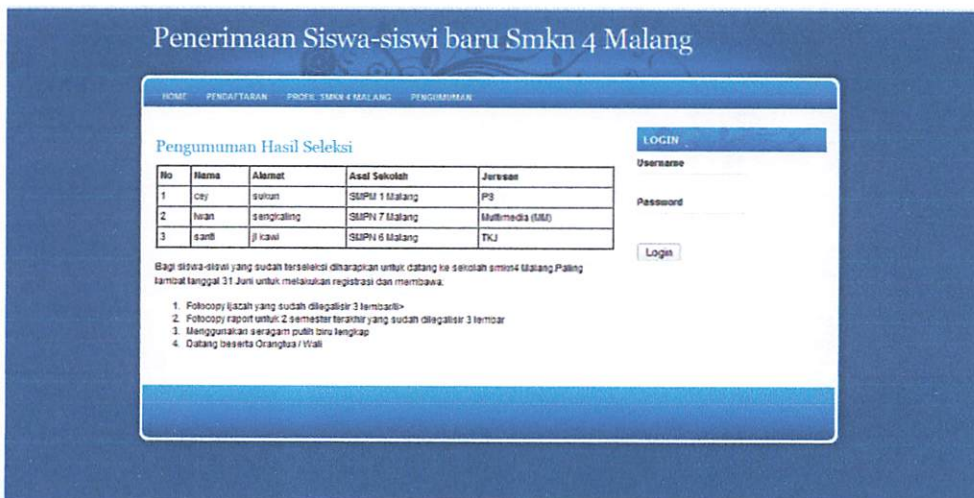 Penerimaan Siswa-siswi baru Smkn 4 Malang
HOME PENDAFTARAN PROFIL SMKN 4 MALANG PENGUMUMAN
Pengumuman Hasil Seleksi
No Nama Alamat Asal Sekolah Jurusan
1 cey sukun SMPM 1 Malang PS
2 Iwan sengkaling SMPN 7 Malang Multimedia (MM)
3 santi jl kawi SMPN 6 Malang TKJ
Bagi siswa-siswi yang sudah terseleksi diharapkan untuk datang ke sekolah smkn4 Malang.Paling
lambat tanggal 31 Juni untuk melakukan registrasi dan membawa:
1. Fotocopy Ijazah yang sudah dilegalisir 3 lembar/li>
2. Fotocopy raport untuk 2 semester terakhir yang sudah dilegalisir 3 lembar
3. Menggunakan seragam putih biru lengkap
4. Datang beserta Orangtua / Wali
LOGIN
Username
Password
Login